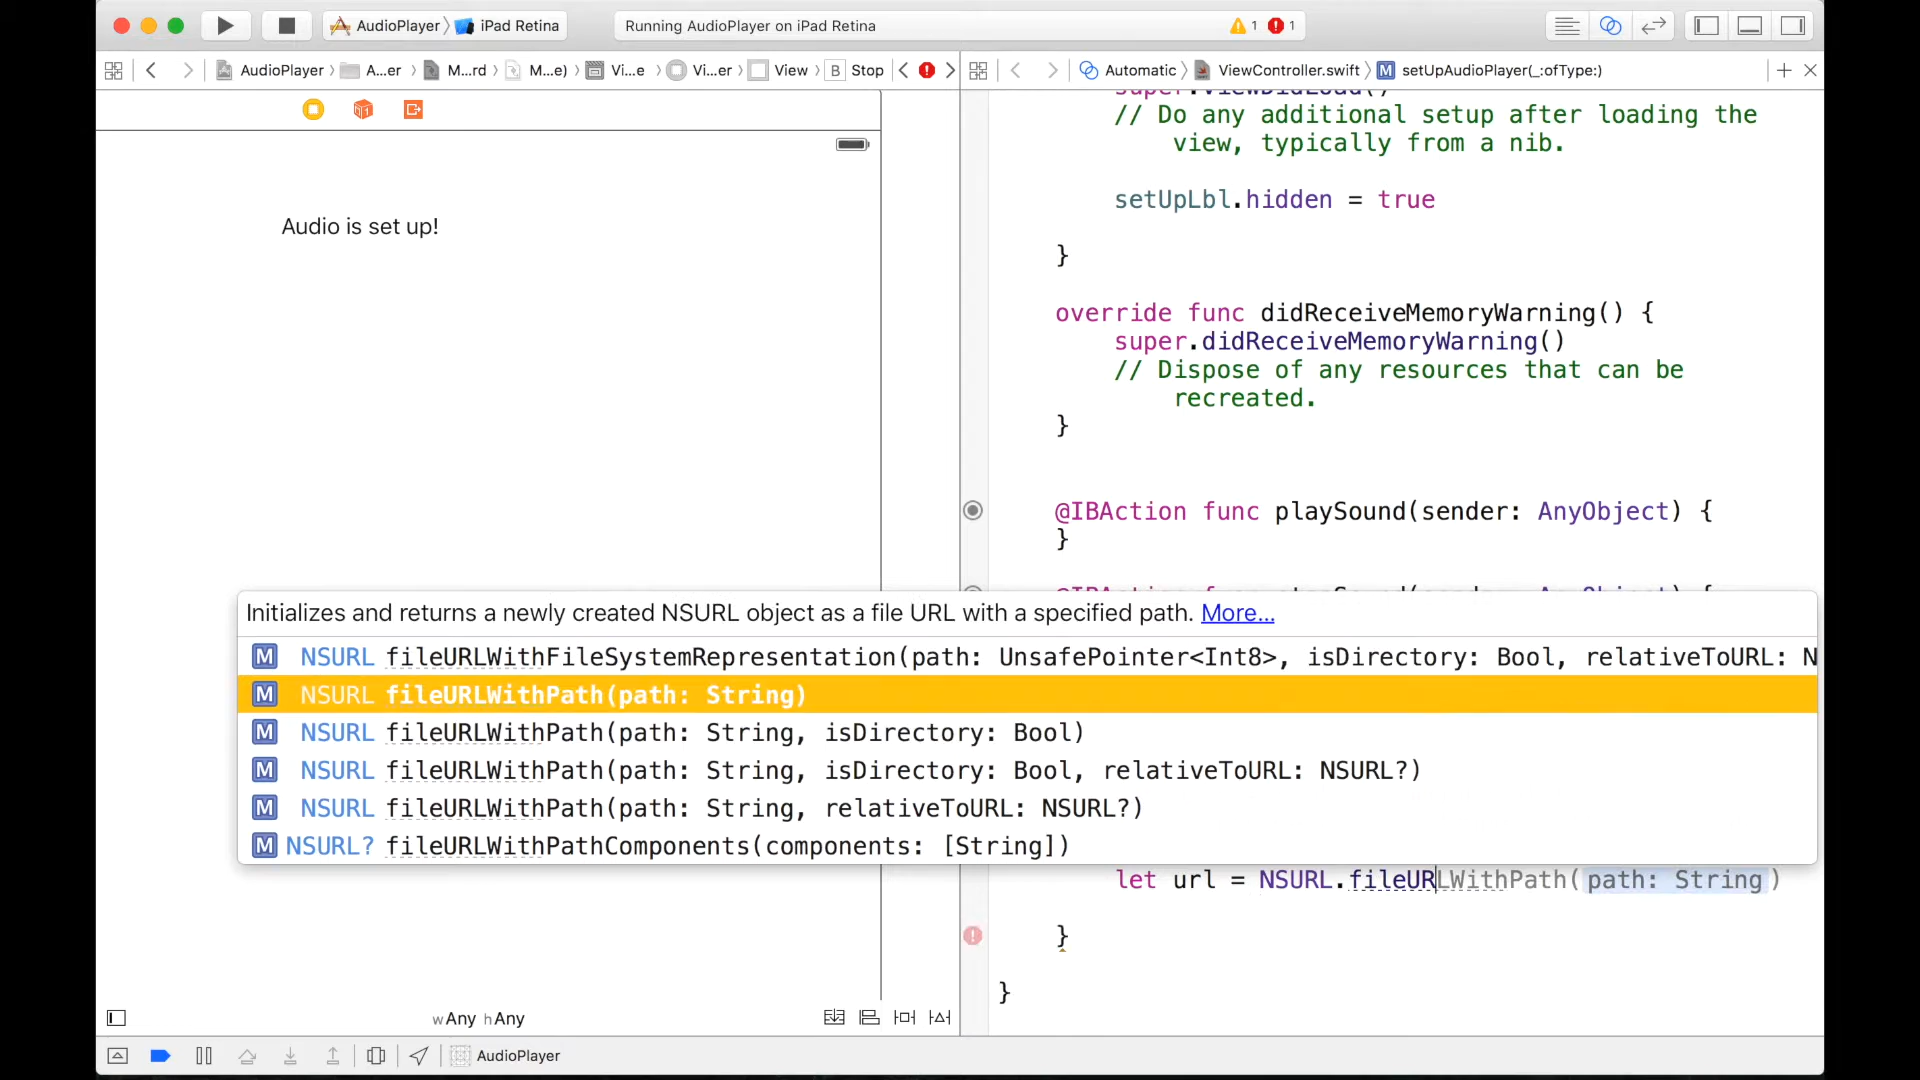 AudioPlayer iPad Retina
Running AudioPlayer on iPad Retina
1 1
AudioPlayer A...er M...rd M...e) Vi...e Vi...er View B Stop
Automatic ViewController.swift M setUpAudioPlayer(_:ofType:)
Audio is set up!
super.viewDidLoad()
// Do any additional setup after loading the
view, typically from a nib.
setUpLbl.hidden = true
}
override func didReceiveMemoryWarning() {
super.didReceiveMemoryWarning()
// Dispose of any resources that can be
recreated.
}
@IBAction func playSound(sender: AnyObject) {
}
Initializes and returns a newly created NSURL object as a file URL with a specified path. More...
M NSURL fileURLWithFileSystemRepresentation(path: UnsafePointer<Int8>, isDirectory: Bool, relativeToURL: N
M NSURL fileURLWithPath(path: String)
M NSURL fileURLWithPath(path: String, isDirectory: Bool)
M NSURL fileURLWithPath(path: String, isDirectory: Bool, relativeToURL: NSURL?)
M NSURL fileURLWithPath(path: String, relativeToURL: NSURL?)
M NSURL? fileURLWithPathComponents(components: [String])
let url = NSURL.fileURLWithPath(path: String)
}
}
wAny hAny
AudioPlayer